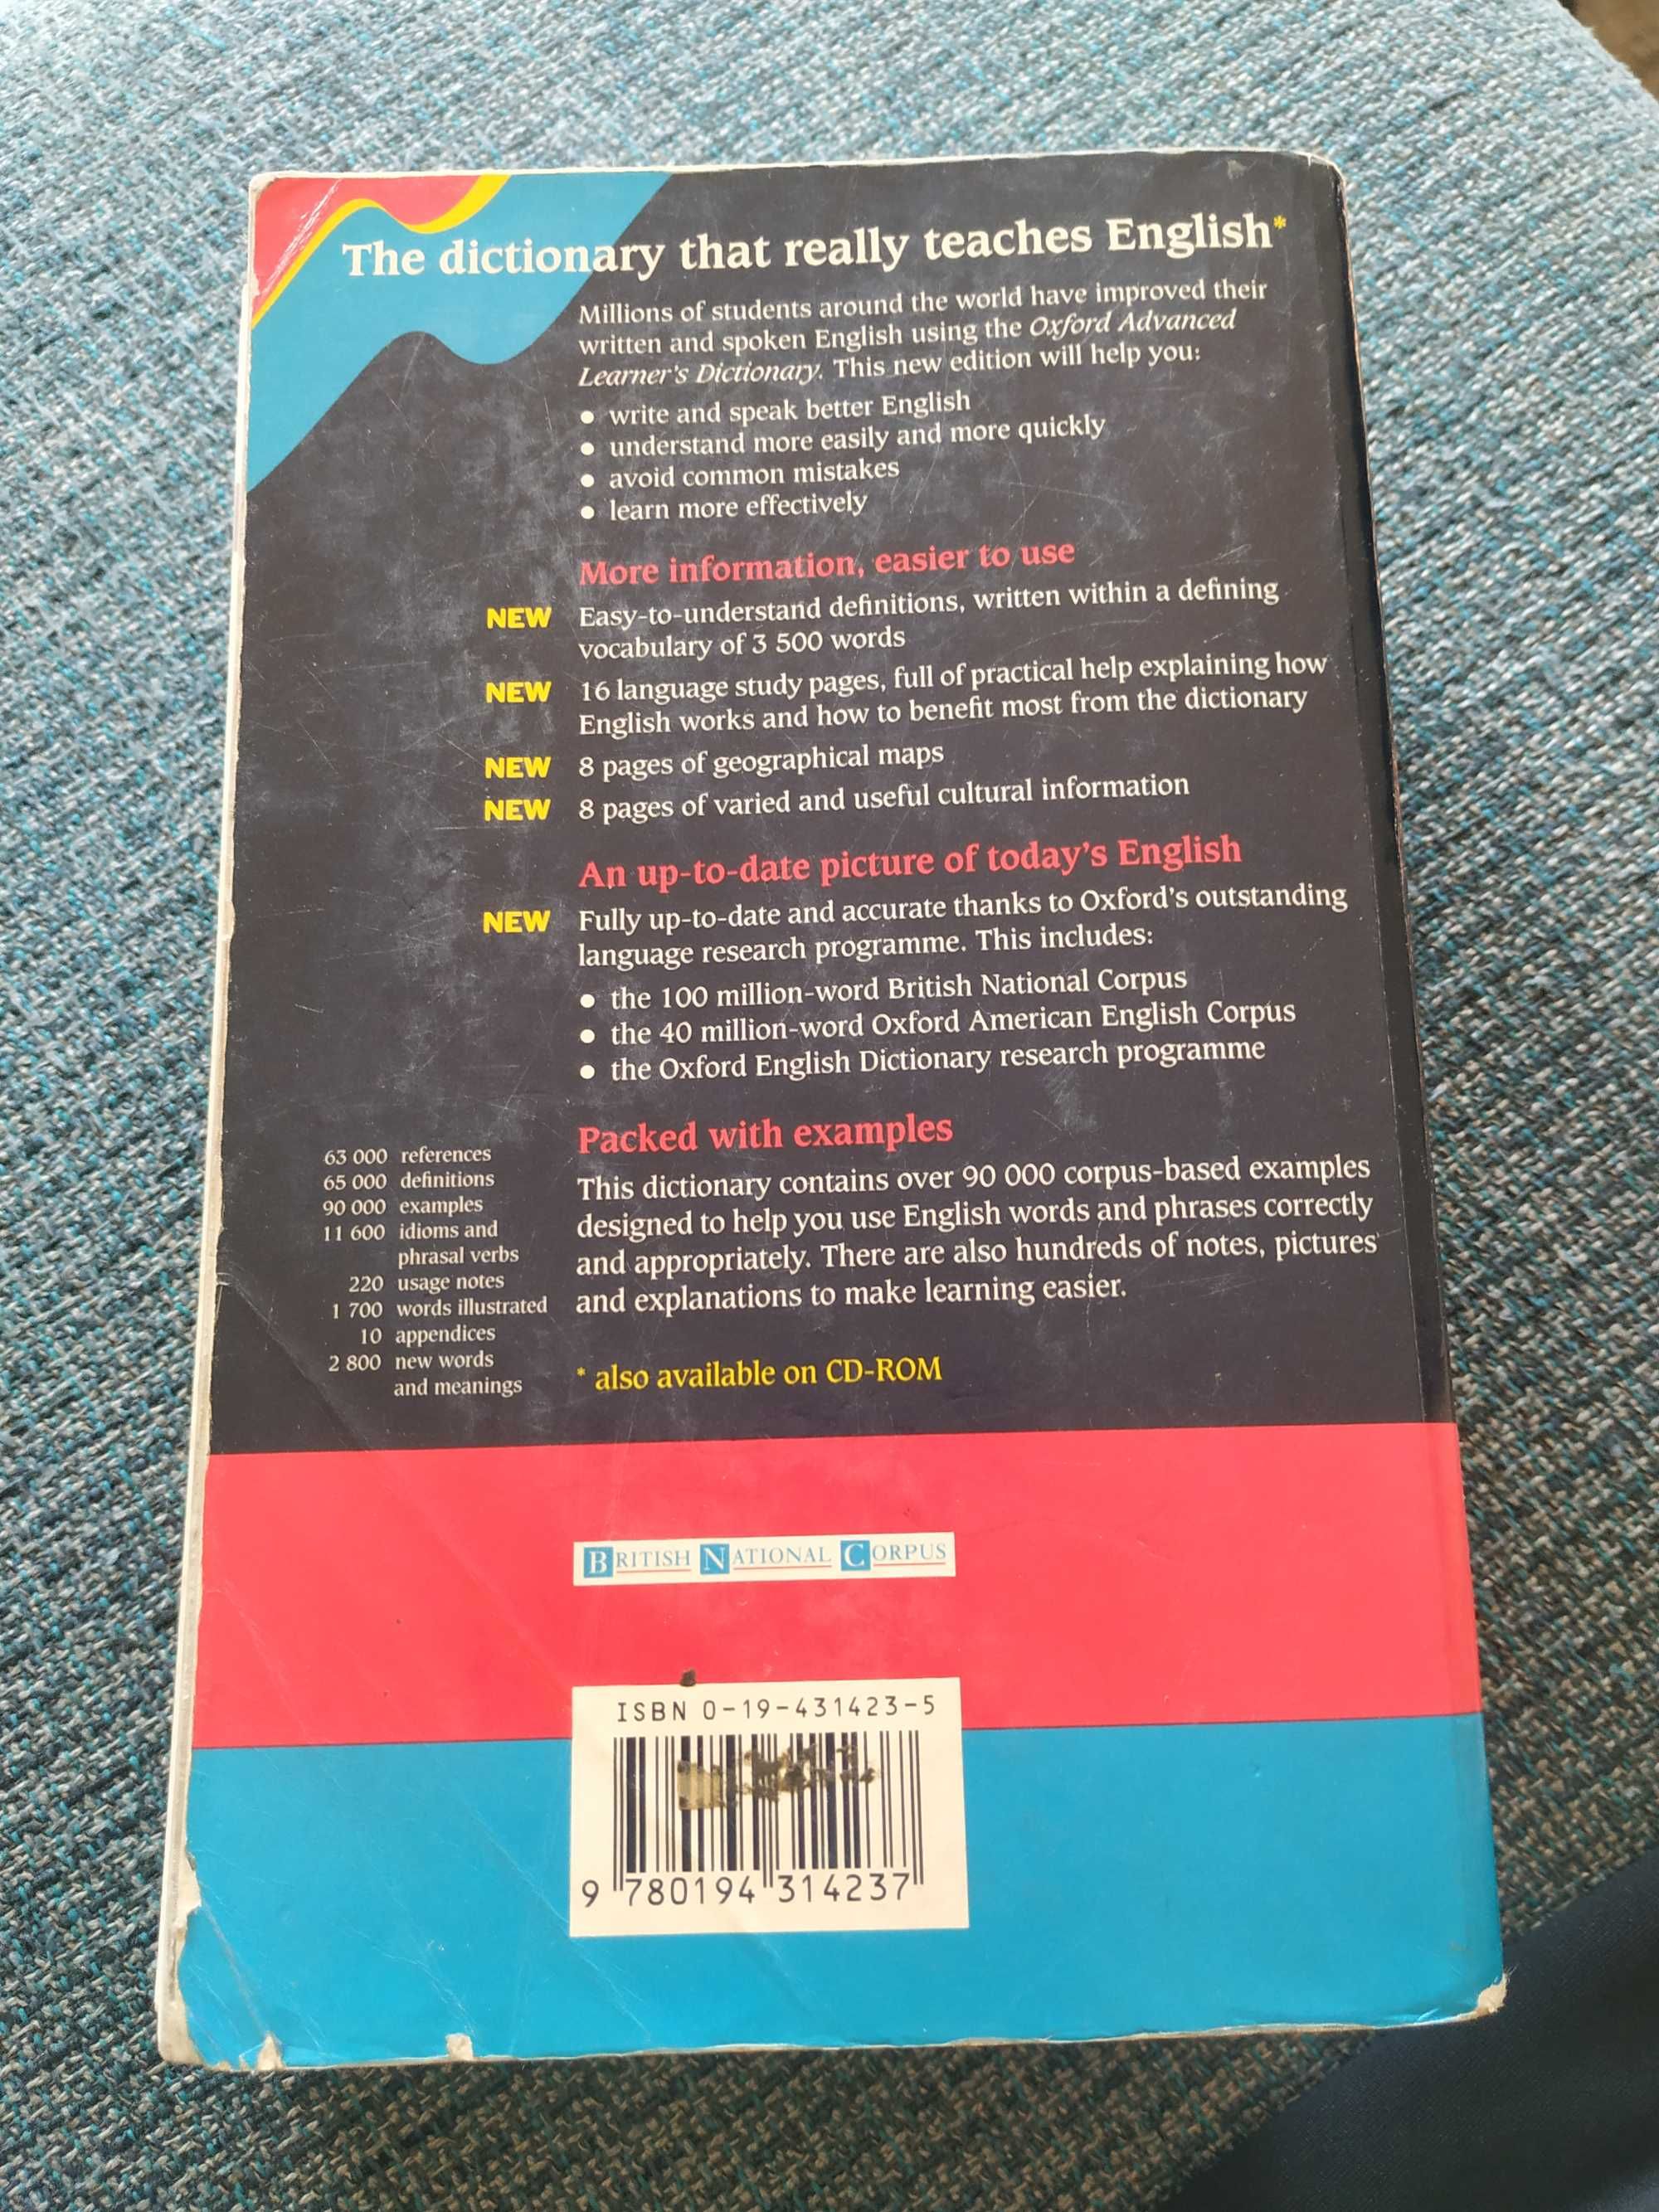 The dictionary that really teaches English*
Millions of students around the world have improved their
written and spoken English using the Oxford Advanced
Learner's Dictionary. This new edition will help you:
• write and speak better English
• understand more easily and more quickly
• avoid common mistakes
• learn more effectively
More information, easier to use
NEW Easy-to-understand definitions, written within a defining
vocabulary of 3 500 words
NEW 16 language study pages, full of practical help explaining how
English works and how to benefit most from the dictionary
NEW 8 pages of geographical maps
NEW 8 pages of varied and useful cultural information
An up-to-date picture of today's English
NEW Fully up-to-date and accurate thanks to Oxford's outstanding
language research programme. This includes:
• the 100 million-word British National Corpus
• the 40 million-word Oxford American English Corpus
• the Oxford English Dictionary research programme
63 000 references
65 000 definitions
90 000 examples
11 600 idioms and
phrasal verbs
220 usage notes
1 700 words illustrated
10 appendices
2 800 new words
and meanings
Packed with examples
This dictionary contains over 90 000 corpus-based examples
designed to help you use English words and phrases correctly
and appropriately. There are also hundreds of notes, pictures
and explanations to make learning easier.
* also available on CD-ROM
BRITISH NATIONAL CORPUS
ISBN 0-19-431423-5
9 780194 314237